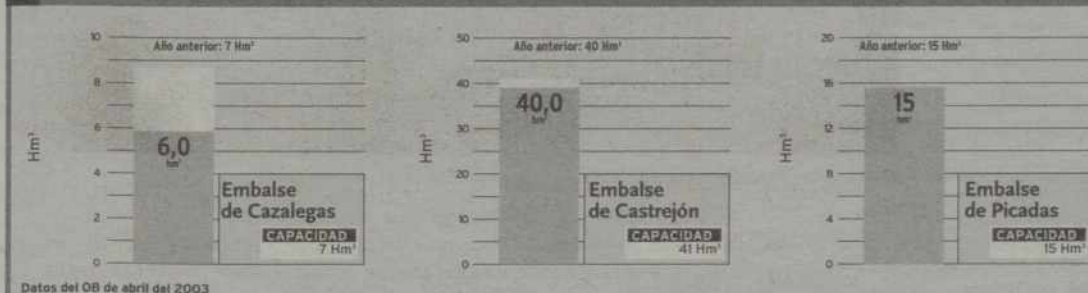 Año anterior: 7 Hm³
10
8
6
4
2
0
Hm³
6,0
hm³
Embalse
de Cazalegas
CAPACIDAD
7 Hm³
Año anterior: 40 Hm³
50
40
30
20
10
0
Hm³
40,0
hm³
Embalse
de Castrejón
CAPACIDAD
41 Hm³
Año anterior: 15 Hm³
20
16
12
8
4
0
Hm³
15
hm³
Embalse
de Picadas
CAPACIDAD
15 Hm³
Datos del 08 de abril del 2003